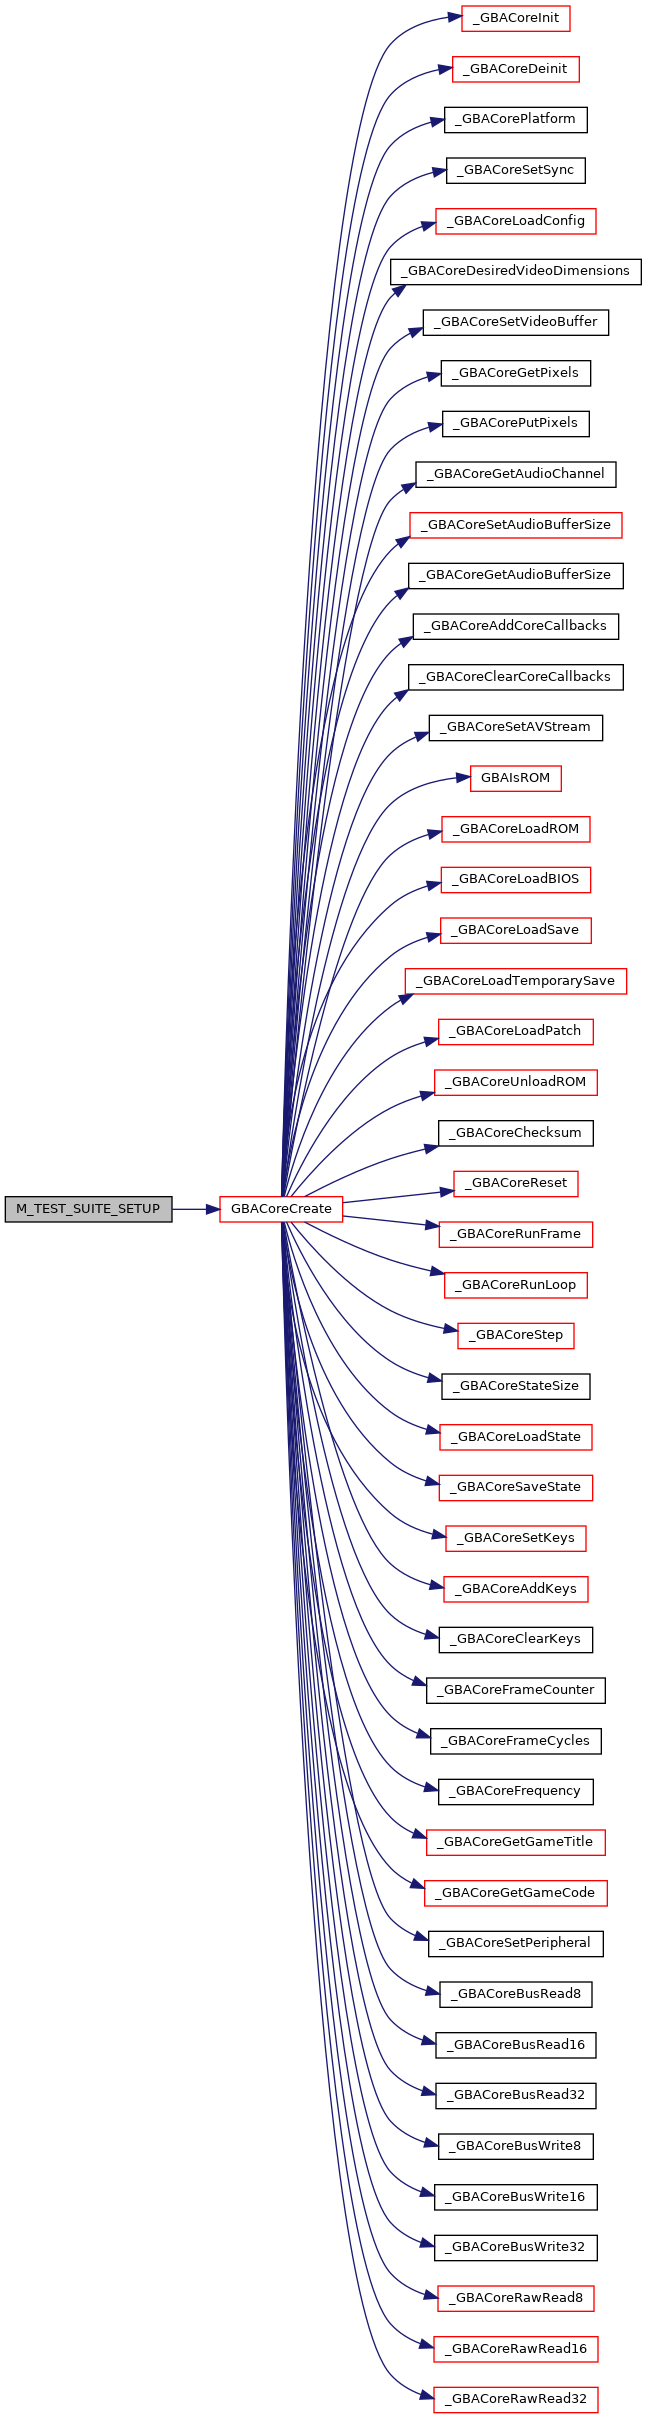 _GBACoreInit
_GBACoreDeinit
_GBACorePlatform
_GBACoreSetSync
_GBACoreLoadConfig
_GBACoreDesiredVideoDimensions
_GBACoreSetVideoBuffer
_GBACoreGetPixels
_GBACorePutPixels
_GBACoreGetAudioChannel
_GBACoreSetAudioBufferSize
_GBACoreGetAudioBufferSize
_GBACoreAddCoreCallbacks
_GBACoreClearCoreCallbacks
_GBACoreSetAVStream
GBAIsROM
_GBACoreLoadROM
_GBACoreLoadBIOS
_GBACoreLoadSave
_GBACoreLoadTemporarySave
_GBACoreLoadPatch
_GBACoreUnloadROM
_GBACoreChecksum
_GBACoreReset
M_TEST_SUITE_SETUP
GBACoreCreate
_GBACoreRunFrame
_GBACoreRunLoop
_GBACoreStep
_GBACoreStateSize
_GBACoreLoadState
_GBACoreSaveState
_GBACoreSetKeys
_GBACoreAddKeys
_GBACoreClearKeys
_GBACoreFrameCounter
_GBACoreFrameCycles
_GBACoreFrequency
_GBACoreGetGameTitle
_GBACoreGetGameCode
_GBACoreSetPeripheral
_GBACoreBusRead8
_GBACoreBusRead16
_GBACoreBusRead32
_GBACoreBusWrite8
_GBACoreBusWrite16
_GBACoreBusWrite32
_GBACoreRawRead8
_GBACoreRawRead16
_GBACoreRawRead32